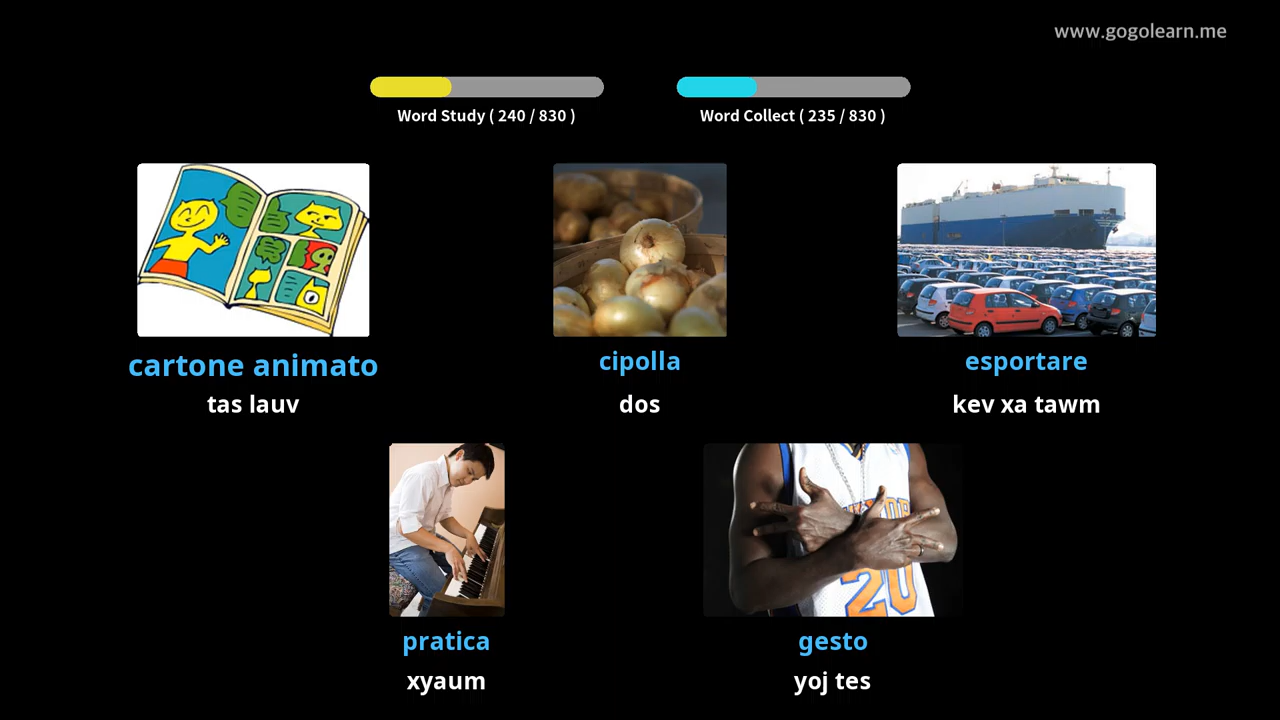 www.gogolearn.me
Word Study ( 240 / 830 )
Word Collect ( 235 / 830 )
cartone animato
tas lauv
cipolla
dos
esportare
kev xa tawm
pratica
xyaum
gesto
yoj tes
20